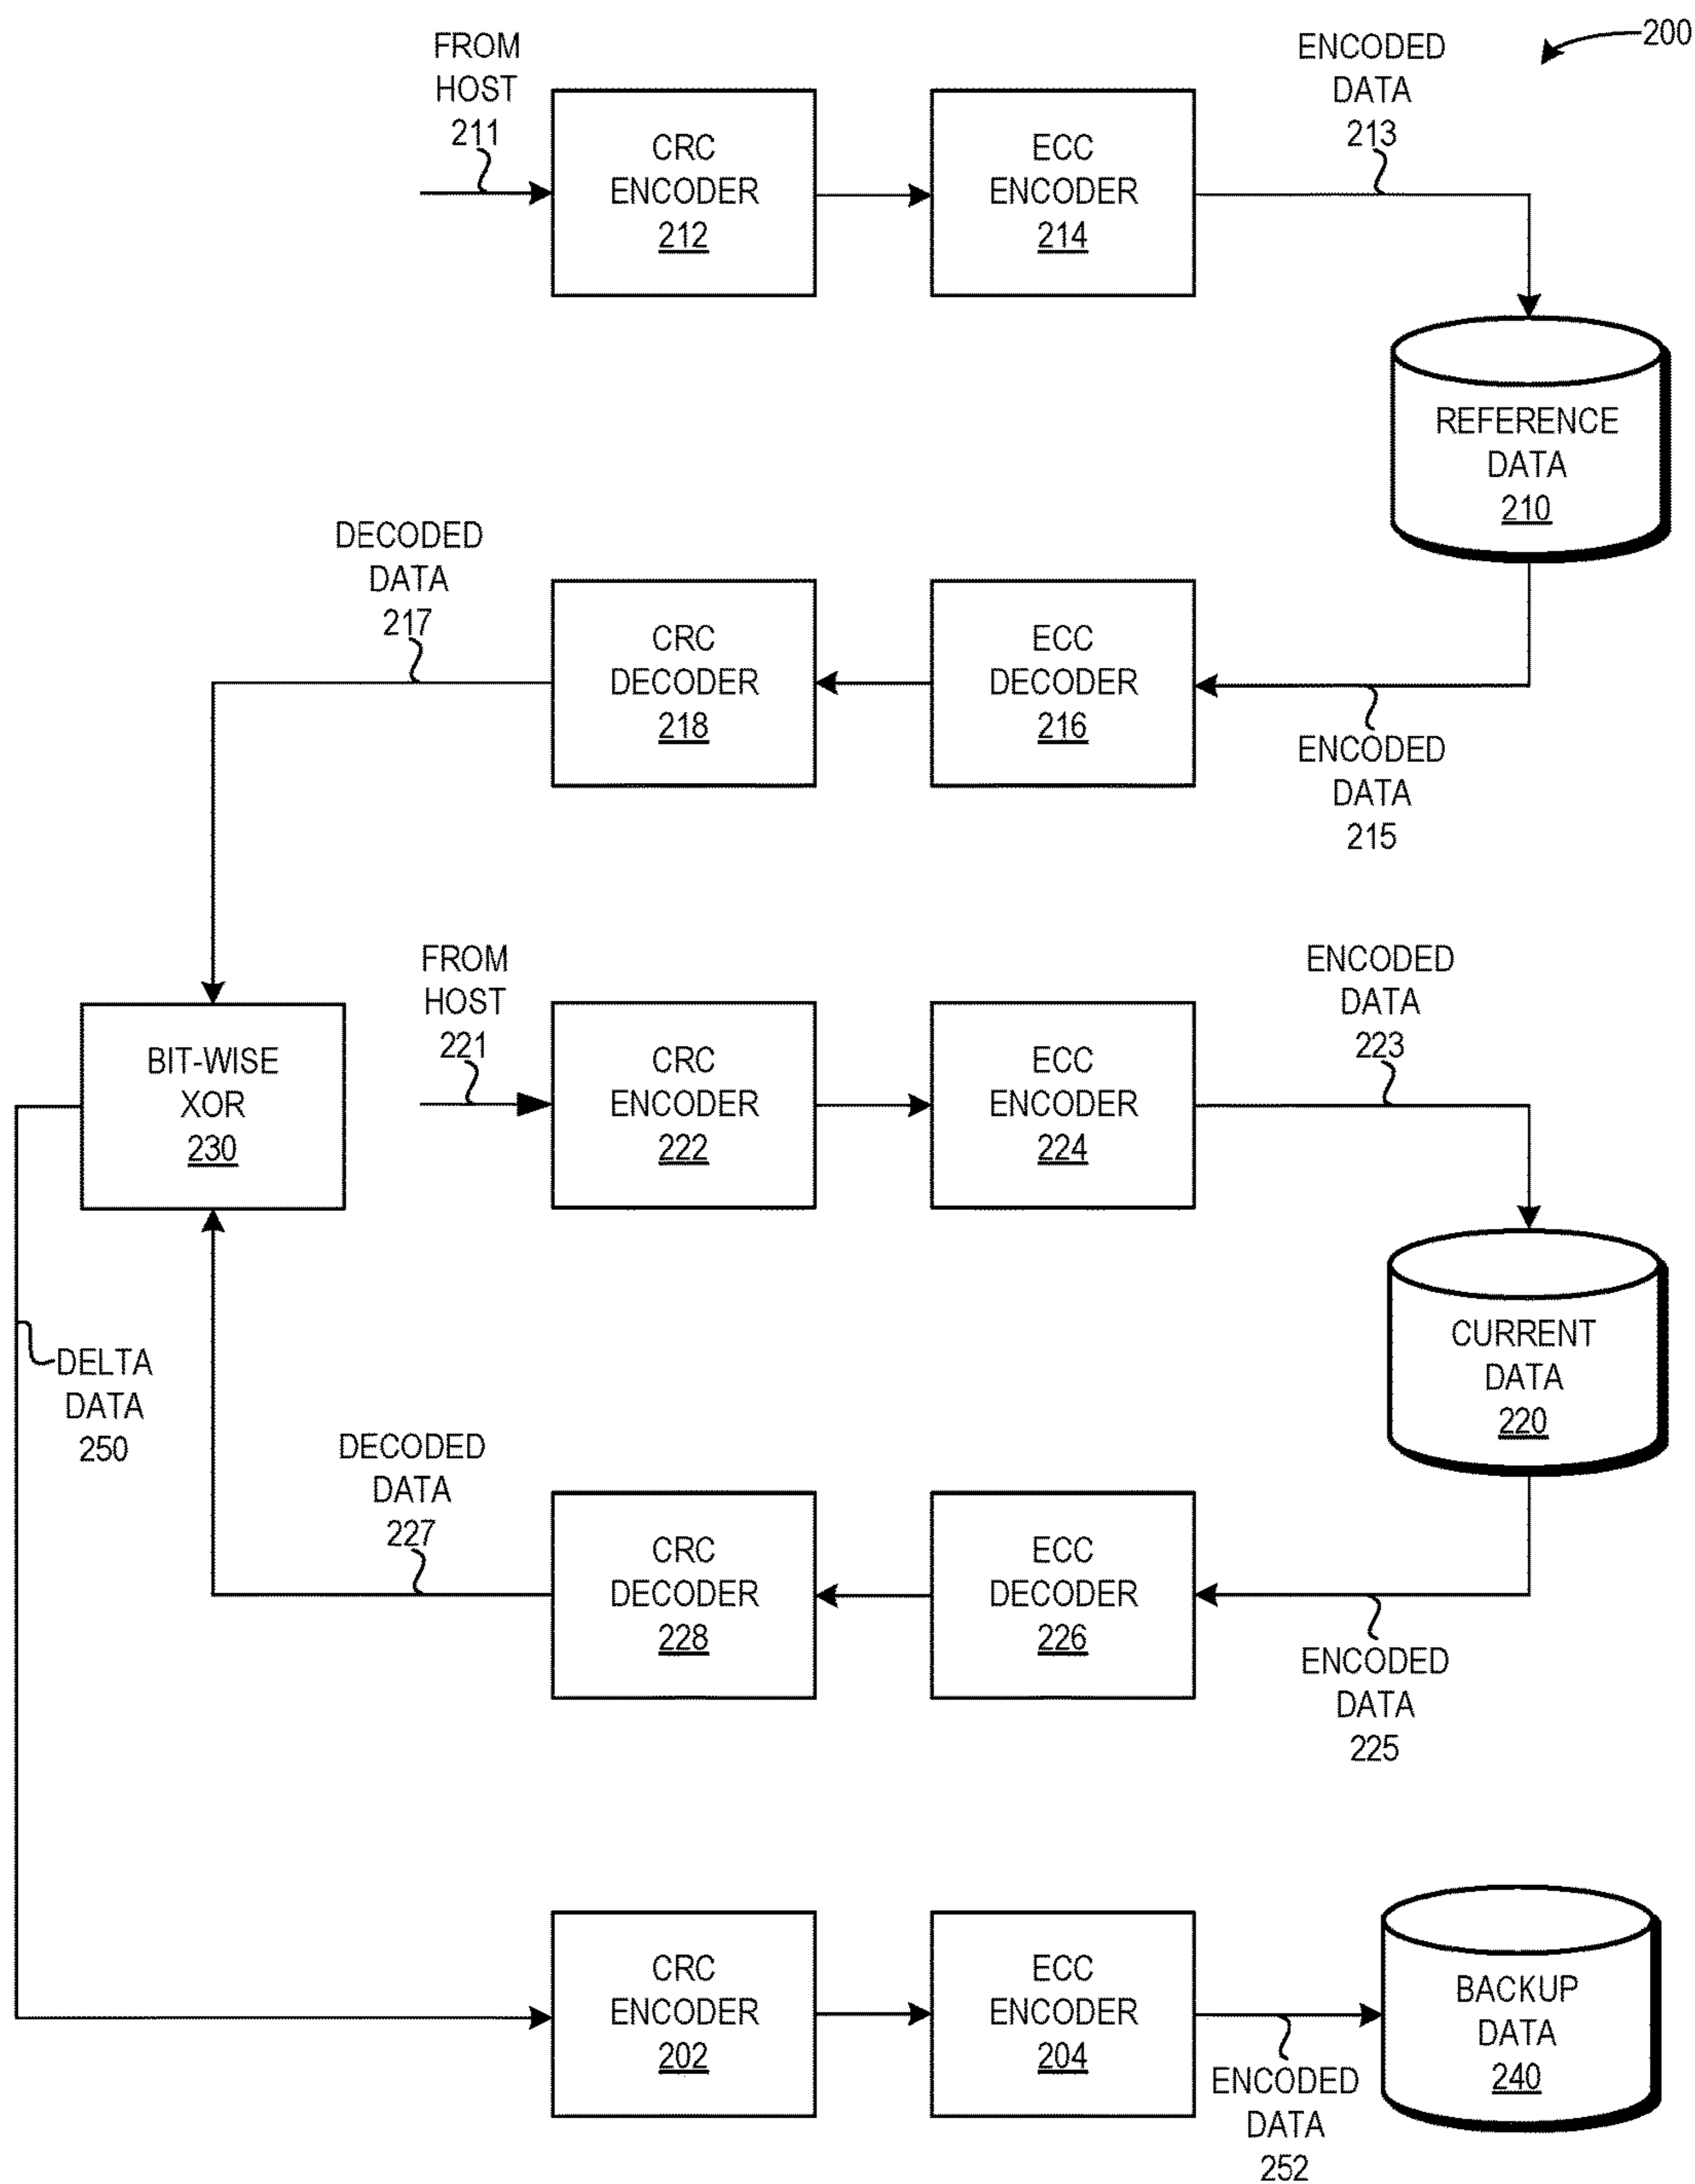 200
FROM
HOST
211
CRC
ENCODER
212
ECC
ENCODER
214
ENCODED
DATA
213
REFERENCE
DATA
210
DECODED
DATA
217
CRC
DECODER
218
ECC
DECODER
216
ENCODED
DATA
215
BIT-WISE
XOR
230
FROM
HOST
221
CRC
ENCODER
222
ECC
ENCODER
224
ENCODED
DATA
223
CURRENT
DATA
220
DELTA
DATA
250
DECODED
DATA
227
CRC
DECODER
228
ECC
DECODER
226
ENCODED
DATA
225
CRC
ENCODER
202
ECC
ENCODER
204
ENCODED
DATA
252
BACKUP
DATA
240